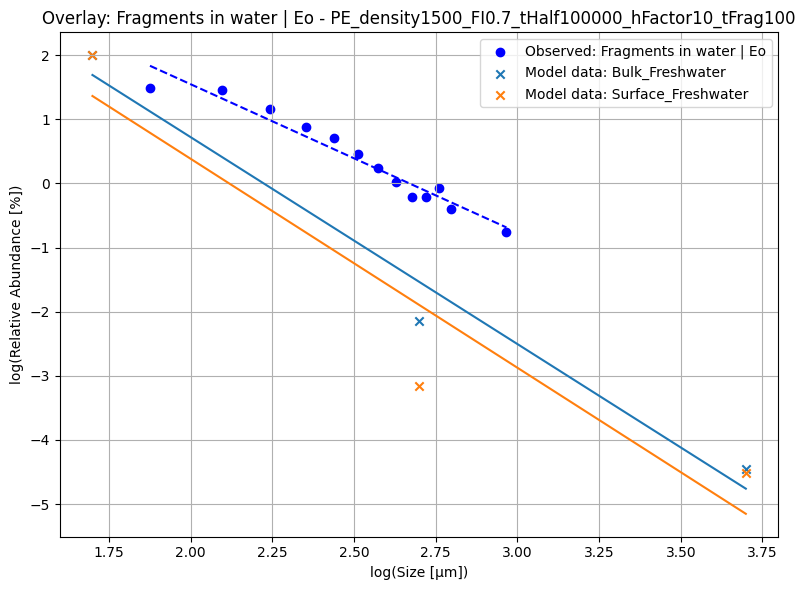 Overlay: Fragments in water | Eo - PE_density1500_FI0.7_tHalf100000_hFactor10_tFrag100
Observed: Fragments in water | Eo
Model data: Bulk_Freshwater
Model data: Surface_Freshwater
log(Relative Abundance [%])
2
1
0
−1
−2
−3
−4
−5
1.75
2.00
2.25
2.50
2.75
3.00
3.25
3.50
3.75
log(Size [µm])